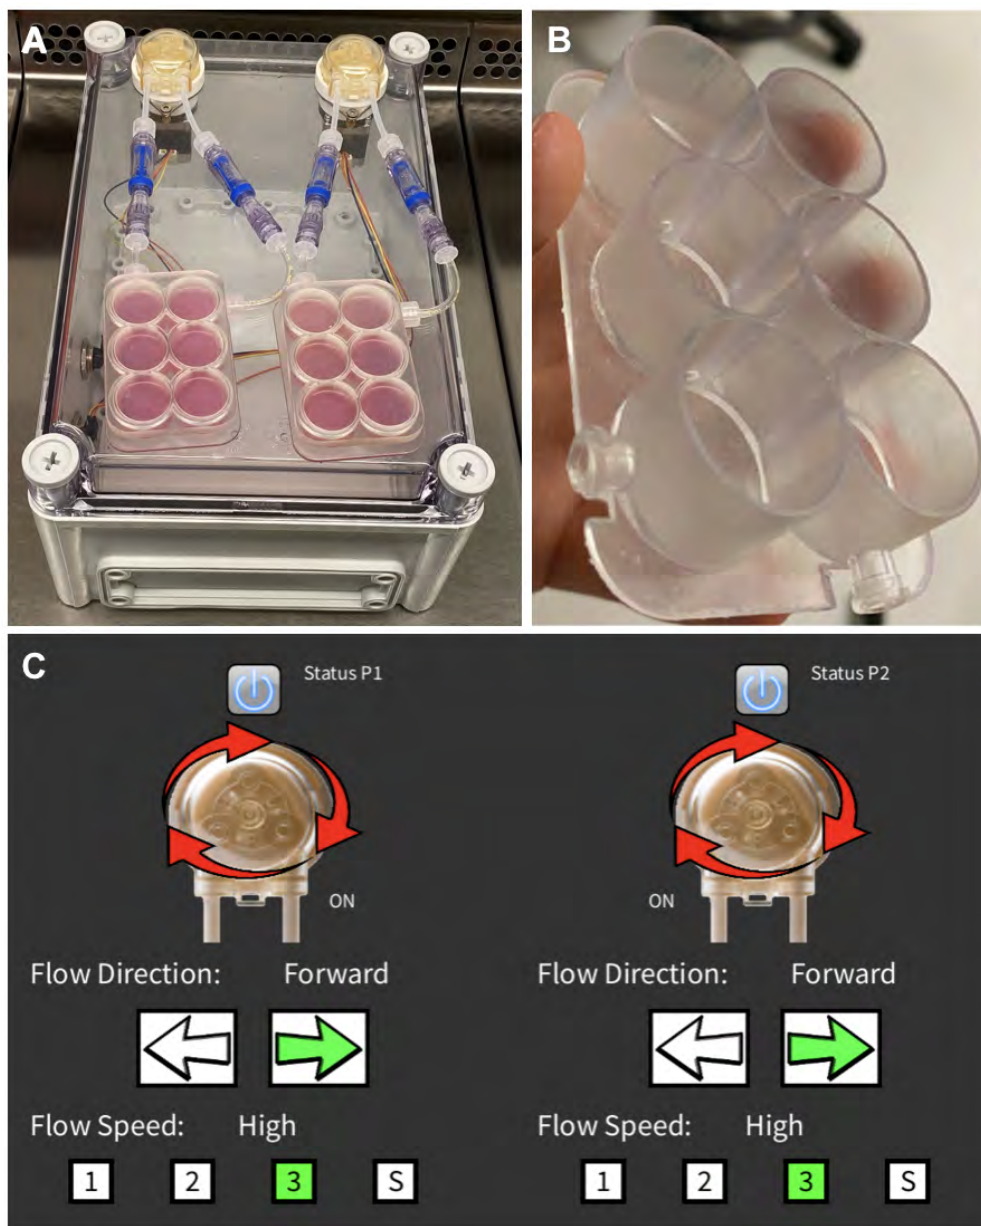 A
B
C
Status P1
Status P2
ON
ON
Flow Direction: Forward
Flow Direction: Forward
Flow Speed: High
Flow Speed: High
1 2 3 S
1 2 3 S